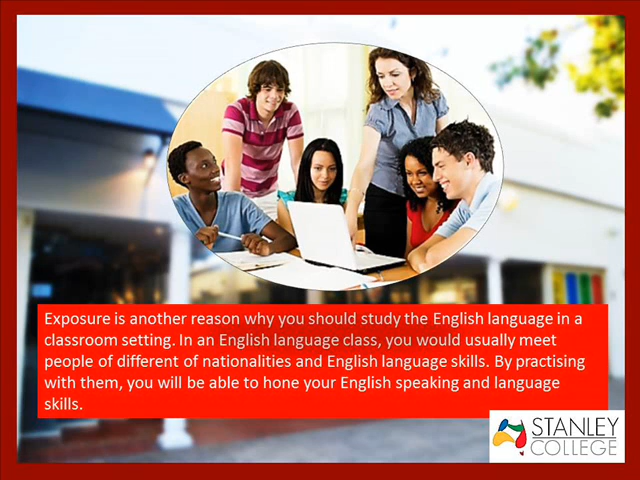 Exposure is another reason why you should study the English language in a
classroom setting. In an English language class, you would usually meet
people of different of nationalities and English language skills. By practising
with them, you will be able to hone your English speaking and language
skills.
STANLEY
COLLEGE